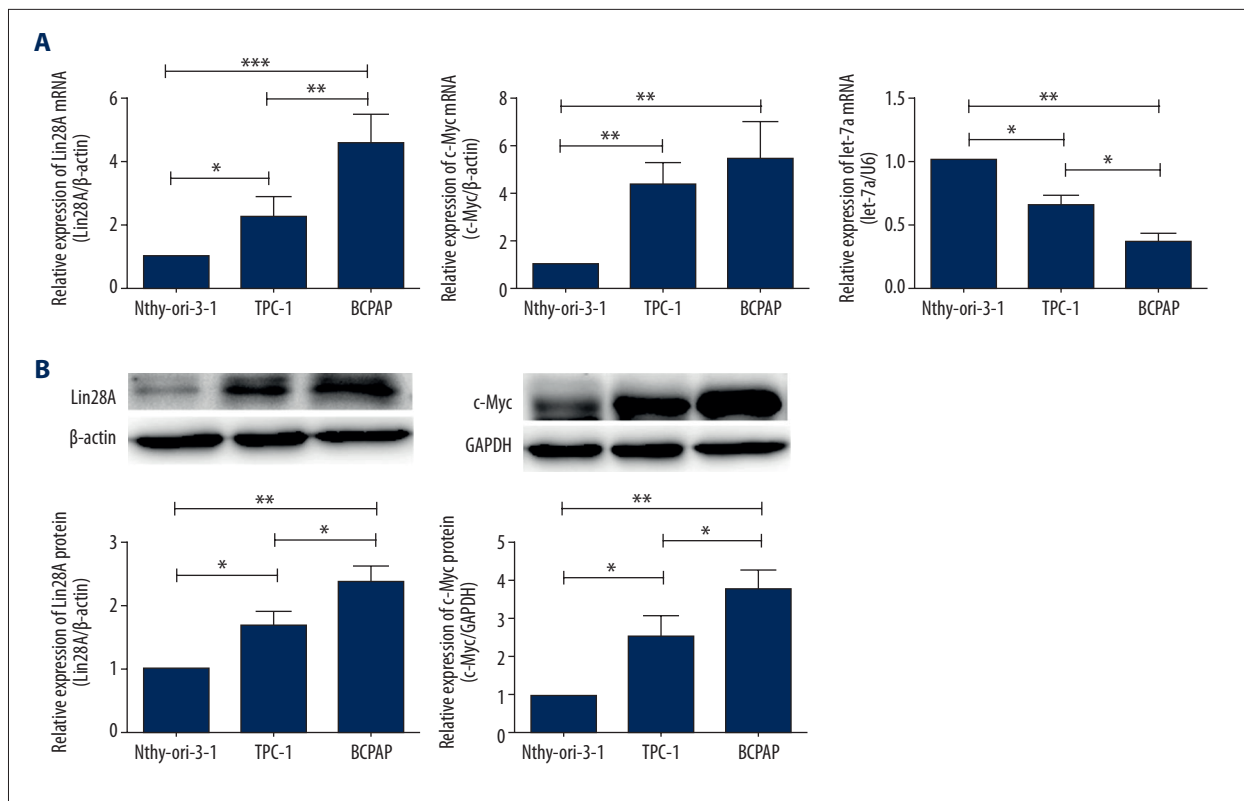 A
Relative expression of Lin28A mRNA
(Lin28A/β-actin)
6
4
2
0
***
**
*
Nthy-ori-3-1
TPC-1
BCPAP
Relative expression of c-Myc mRNA
(c-Myc/β-actin)
8
6
4
2
0
**
**
Nthy-ori-3-1
TPC-1
BCPAP
Relative expression of let-7a mRNA
(let-7a/U6)
1.5
1.0
0.5
0.0
**
*
*
Nthy-ori-3-1
TPC-1
BCPAP
B
Lin28A
β-actin
c-Myc
GAPDH
Relative expression of Lin28A protein
(Lin28A/β-actin)
3
2
1
0
**
*
*
Nthy-ori-3-1
TPC-1
BCPAP
Relative expression of c-Myc protein
(c-Myc/GAPDH)
5
4
3
2
1
0
**
*
*
Nthy-ori-3-1
TPC-1
BCPAP